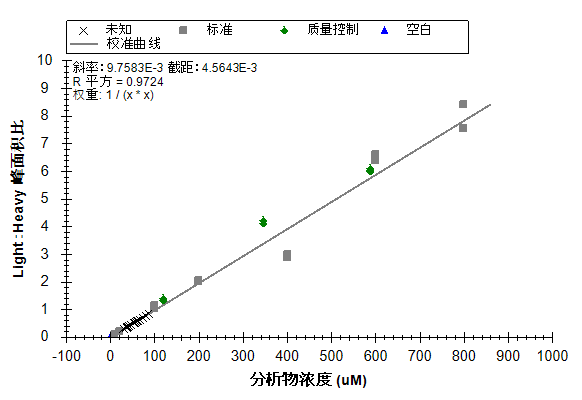 未知 标准 质量控制 空白
校准曲线
斜率: 9.7583E-3 截距: 4.5643E-3
R 平方 = 0.9724
权重: 1 / (x * x)
10
9
8
7
6
5
4
3
2
1
0
Light:Heavy 峰面积比
-100 0 100 200 300 400 500 600 700 800 900 1000
分析物浓度 (uM)